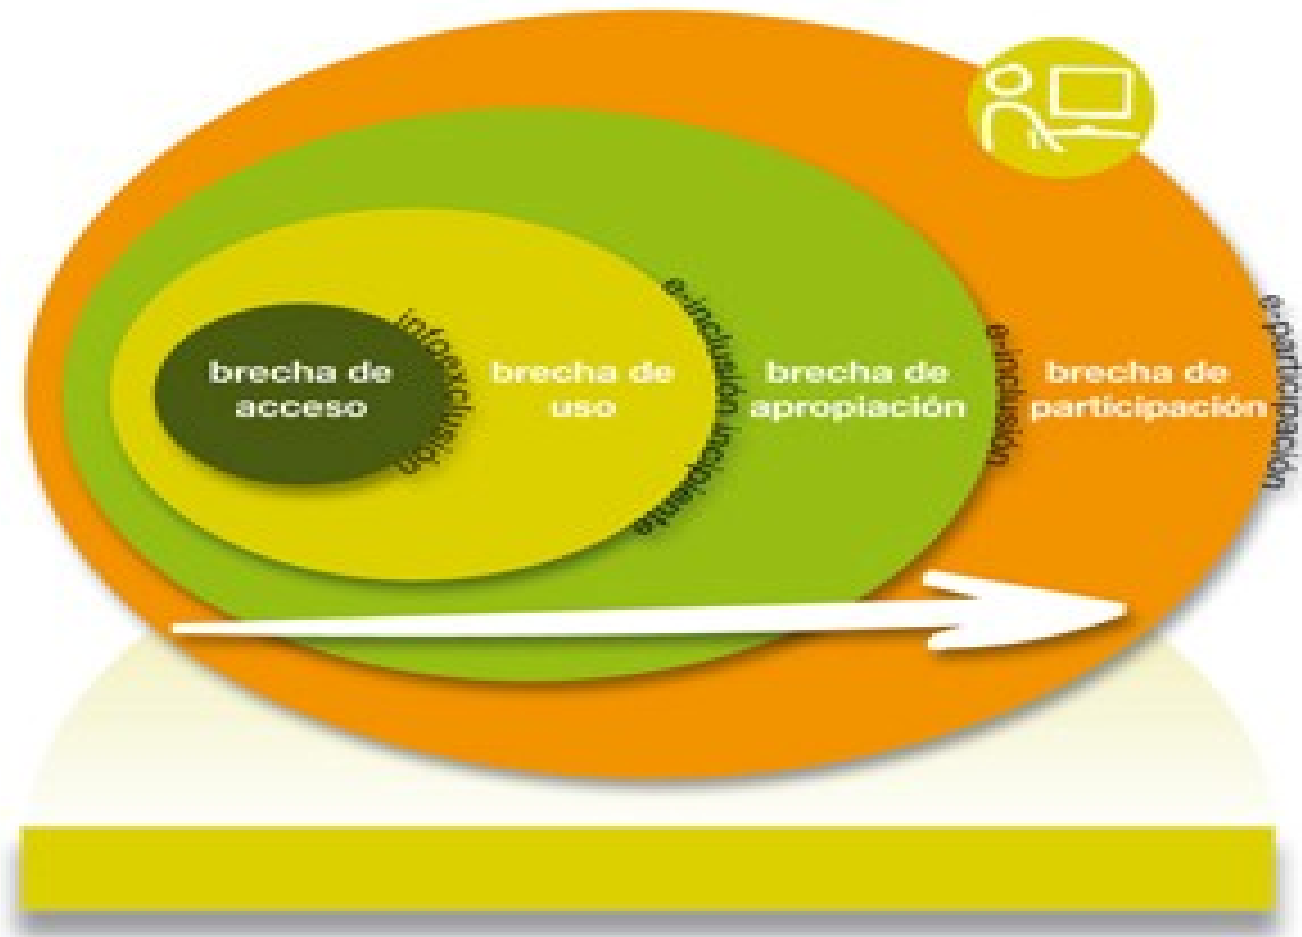 brecha de
acceso
infoexclusión
brecha de
uso
e-inclusión incipiente
brecha de
apropiación
e-inclusión
brecha de
participación
e-participación